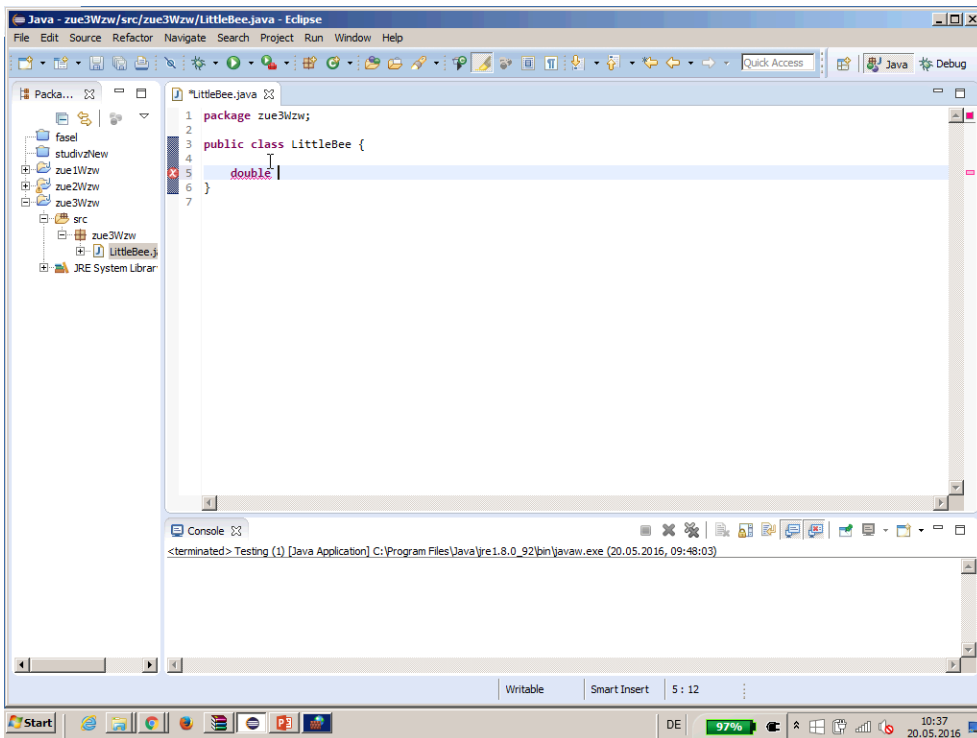 Java - zue3Wzw/src/zue3Wzw/LittleBee.java - Eclipse
File Edit Source Refactor Navigate Search Project Run Window Help
Quick Access
Java
Debug
Packa...
*LittleBee.java
fasel
studivzNew
zue1Wzw
zue2Wzw
zue3Wzw
src
zue3Wzw
LittleBee.j
JRE System Librar
1 package zue3Wzw;
2
3 public class LittleBee {
4
5 double
6 }
7
Console
<terminated> Testing (1) [Java Application] C:\Program Files\Java\jre1.8.0_92\bin\javaw.exe (20.05.2016, 09:48:03)
Writable
Smart Insert
5 : 12
Start
DE
97%
10:37
20.05.2016